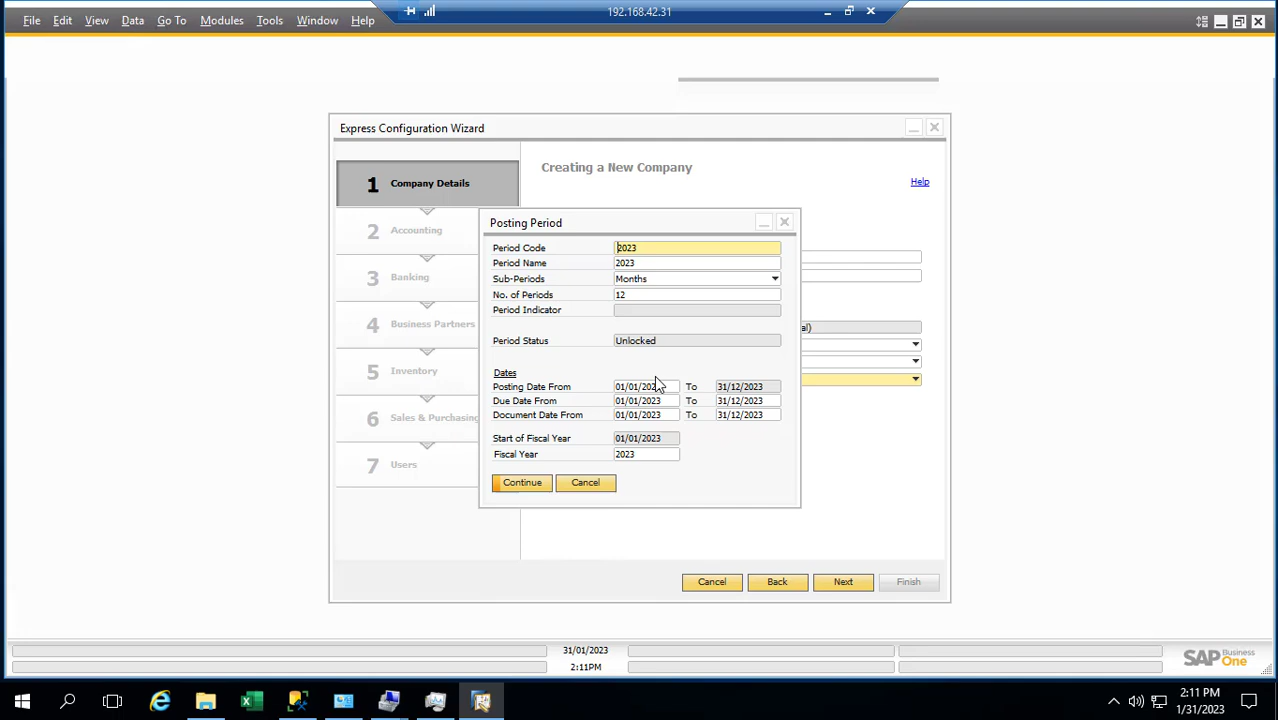 192.168.42.31
File Edit View Data Go To Modules Tools Window Help
Express Configuration Wizard
1 Company Details
2 Accounting
3 Banking
4 Business Partners
5 Inventory
6 Sales & Purchasing
7 Users
Creating a New Company
Help
al)
Posting Period
Period Code 2023
Period Name 2023
Sub-Periods Months
No. of Periods 12
Period Indicator
Period Status Unlocked
Dates
Posting Date From 01/01/2023 To 31/12/2023
Due Date From 01/01/2023 To 31/12/2023
Document Date From 01/01/2023 To 31/12/2023
Start of Fiscal Year 01/01/2023
Fiscal Year 2023
Continue Cancel
Cancel Back Next Finish
31/01/2023
2:11PM
SAP Business One
2:11 PM
1/31/2023